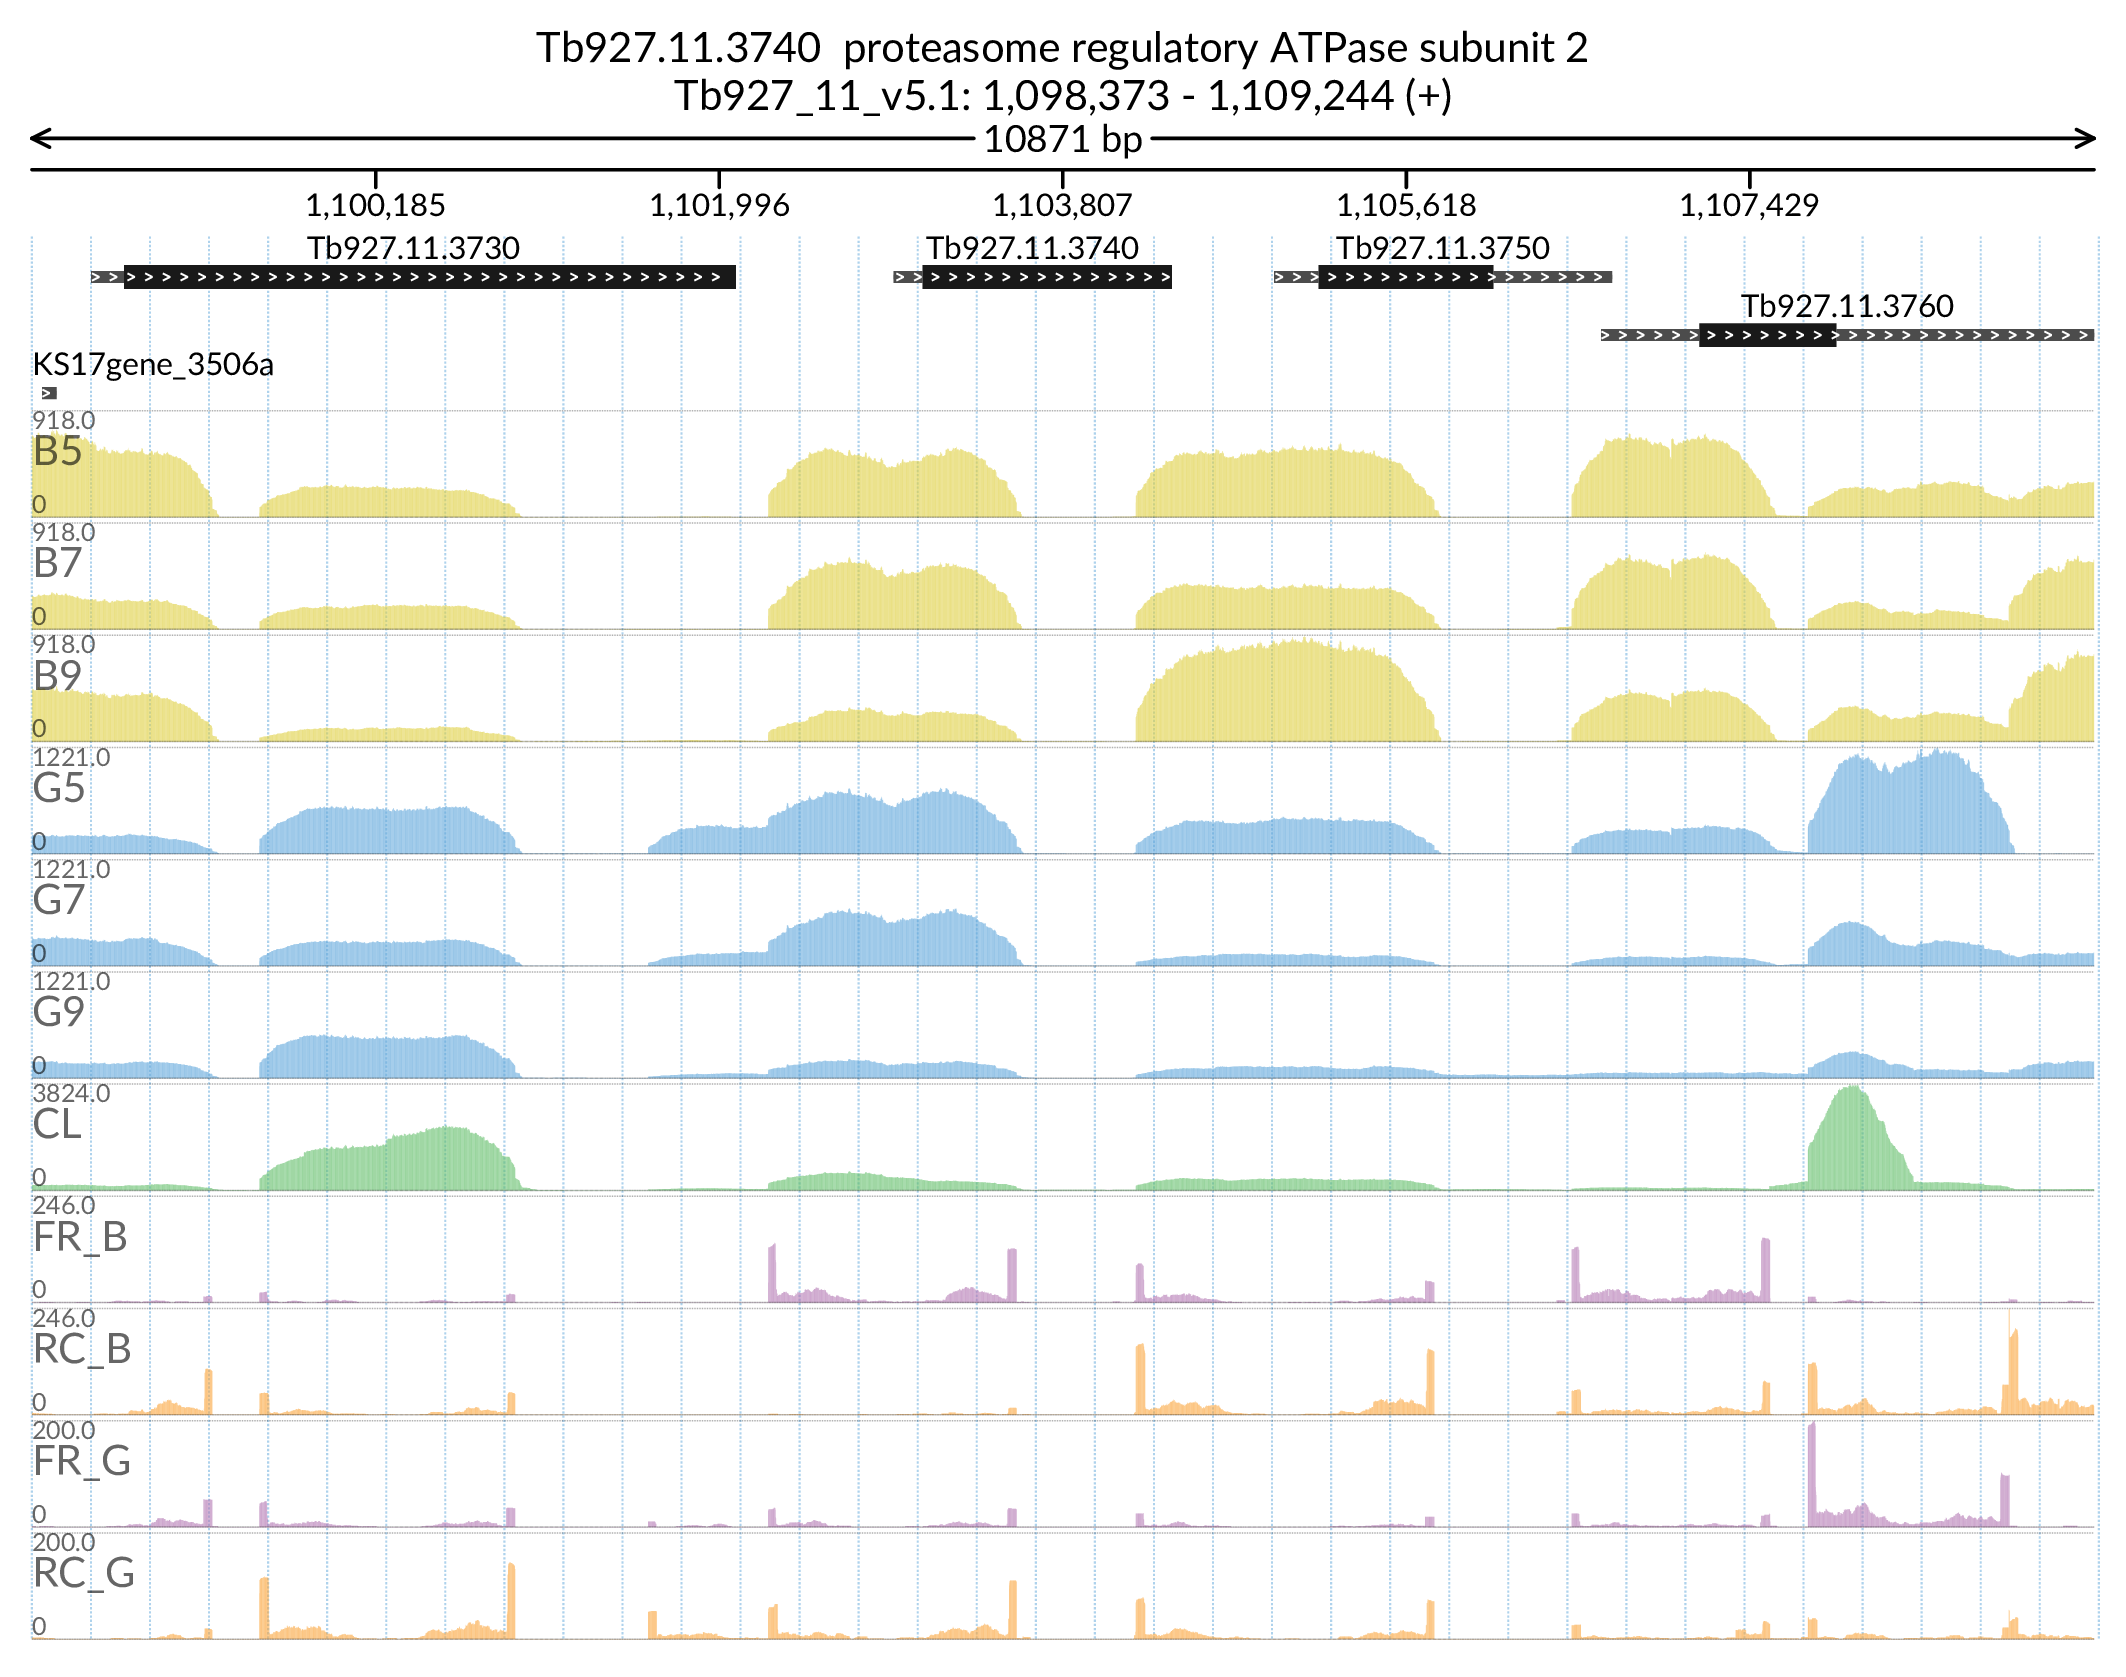 Tb927.11.3740 proteasome regulatory ATPase subunit 2
Tb927_11_v5.1: 1,098,373 - 1,109,244 (+)
10871 bp
1,100,185 1,101,996 1,103,807 1,105,618 1,107,429
Tb927.11.3730 Tb927.11.3740 Tb927.11.3750
Tb927.11.3760
KS17gene_3506a
918.0
B5
0
918.0
B7
0
918.0
B9
0
1221.0
G5
0
1221.0
G7
0
1221.0
G9
0
3824.0
CL
0
246.0
FR_B
0
246.0
RC_B
0
200.0
FR_G
0
200.0
RC_G
0